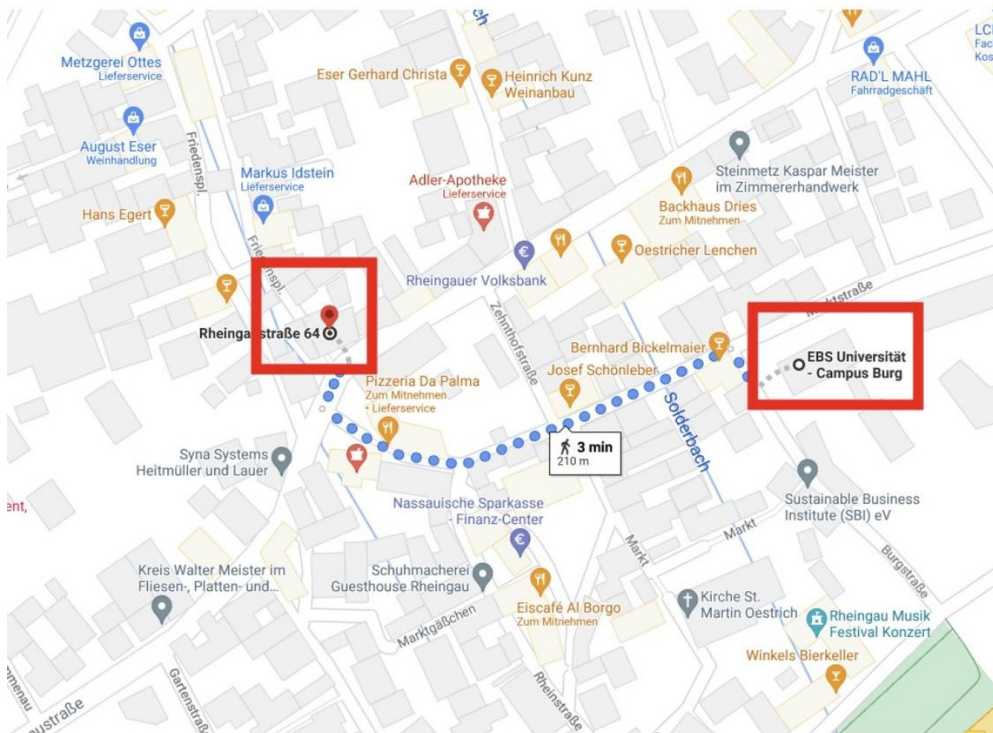 Metzgerei Ottes
Lieferservice
August Eser
Weinhandlung
Friedenspl.
Hans Egert
Markus Idstein
Lieferservice
Friedenspl.
Eser Gerhard Christa
Heinrich Kunz
Weinanbau
Adler-Apotheke
Lieferservice
Rheingauer Volksbank
RAD'L MAHL
Fahrradgeschäft
Steinmetz Kaspar Meister
im Zimmererhandwerk
Backhaus Dries
Zum Mitnehmen
Oestricher Lenchen
Marktstraße
Rheingaustraße 64
Zehnthofstraße
Bernhard Bickelmaier
Josef Schönleber
EBS Universität
- Campus Burg
Pizzeria Da Palma
Zum Mitnehmen
• Lieferservice
3 min
210 m
Solderbach
Syna Systems
Heitmüller und Lauer
Nassauische Sparkasse
- Finanz-Center
Sustainable Business
Institute (SBI) eV
Markt
Markt
Burgstraße
Kreis Walter Meister im
Fliesen-, Platten- und...
Schuhmacherei
Guesthouse Rheingau
Marktgäßchen
Eiscafé Al Borgo
Zum Mitnehmen
Kirche St.
Martin Oestrich
Rheingau Musik
Festival Konzert
Winkels Bierkeller
Rheinstraße
Gartenstraß